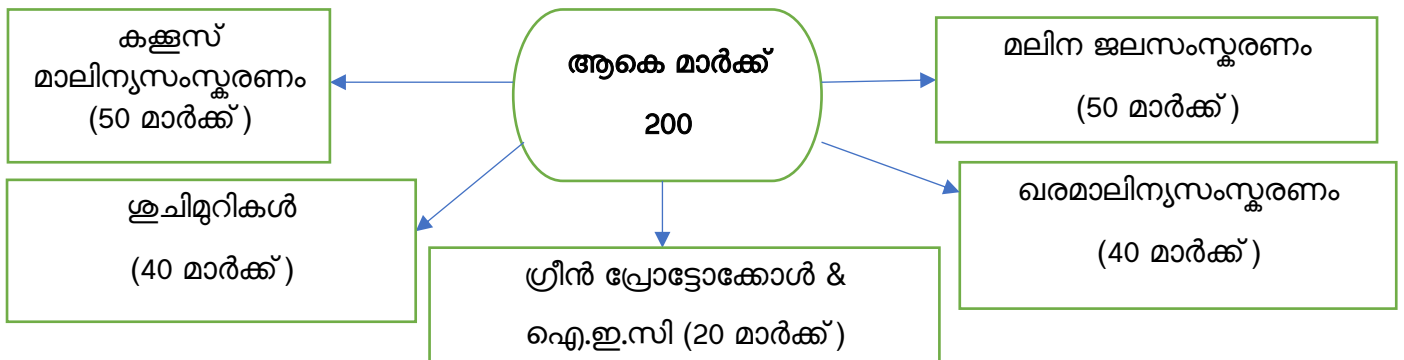 കക്കൂസ്
മാലിന്യസംസ്കരണം
(50 മാർക്ക് )
ആകെ മാർക്ക്
200
മലിന ജലസംസ്കരണം
(50 മാർക്ക് )
ശുചിമുറികൾ
(40 മാർക്ക് )
ഗ്രീൻ പ്രോട്ടോക്കോൾ &
ഐ.ഇ.സി (20 മാർക്ക് )
ഖരമാലിന്യസംസ്കരണം
(40 മാർക്ക് )